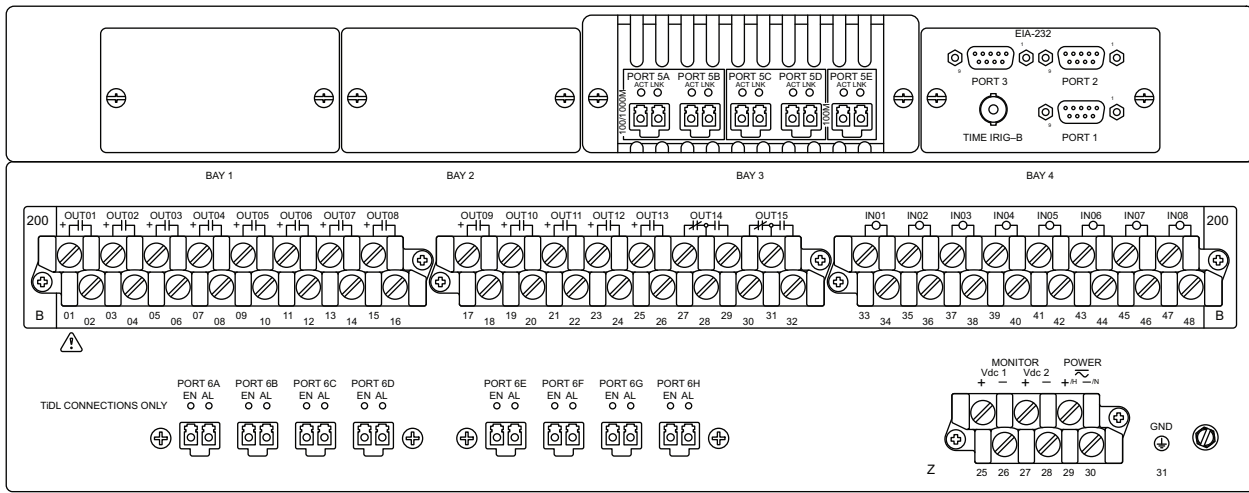 EIA-232
PORT 5A PORT 5B PORT 5C PORT 5D PORT 5E
ACT LNK ACT LNK ACT LNK ACT LNK ACT LNK
100/1000M
100M
1 1
9 9
PORT 3 PORT 2
1
9
TIME IRIG–B PORT 1
BAY 1 BAY 2 BAY 3 BAY 4
200 OUT01 OUT02 OUT03 OUT04 OUT05 OUT06 OUT07 OUT08 OUT09 OUT10 OUT11 OUT12 OUT13 OUT14 OUT15 IN01 IN02 IN03 IN04 IN05 IN06 IN07 IN08 200
+ + + + + + + + + + + + +
B 01 02 03 04 05 06 07 08 09 10 11 12 13 14 15 16 17 18 19 20 21 22 23 24 25 26 27 28 29 30 31 32 33 34 35 36 37 38 39 40 41 42 43 44 45 46 47 48 B
MONITOR POWER
Vdc 1 Vdc 2
+ – + – +/H –/N
PORT 6A PORT 6B PORT 6C PORT 6D PORT 6E PORT 6F PORT 6G PORT 6H
EN AL EN AL EN AL EN AL EN AL EN AL EN AL EN AL
TiDL CONNECTIONS ONLY
GND
Z 25 26 27 28 29 30 31